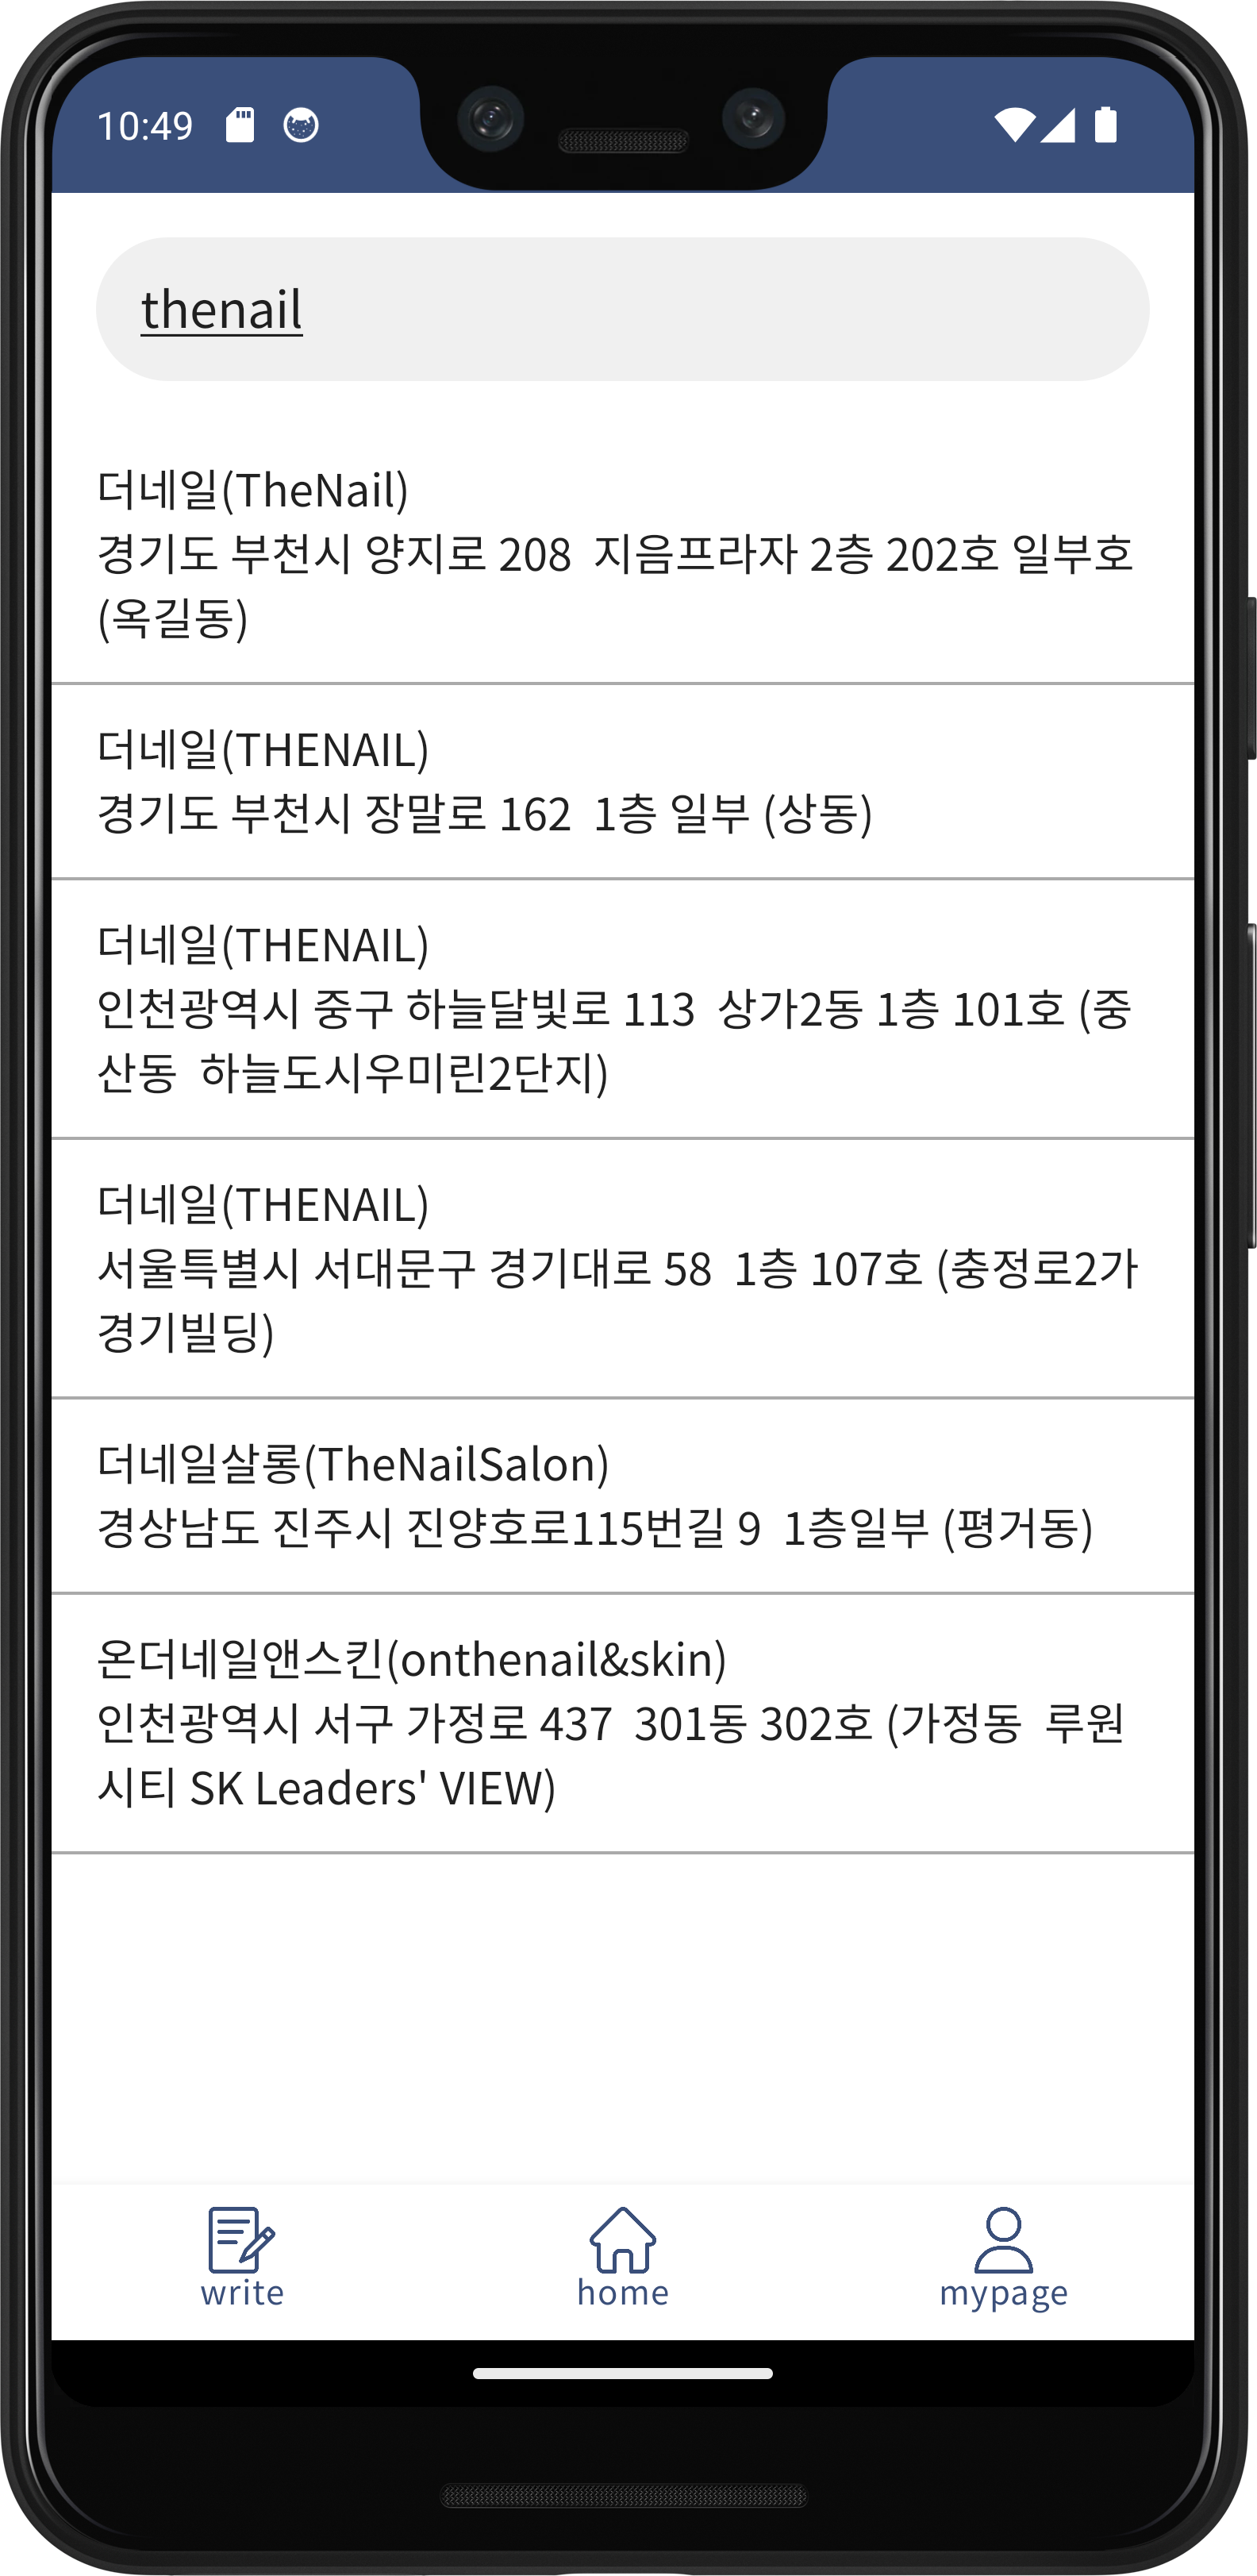 10:49
thenail
더네일(TheNail)
경기도 부천시 양지로 208  지음프라자 2층 202호 일부호
(옥길동)
더네일(THENAIL)
경기도 부천시 장말로 162  1층 일부 (상동)
더네일(THENAIL)
인천광역시 중구 하늘달빛로 113  상가2동 1층 101호 (중
산동  하늘도시우미린2단지)
더네일(THENAIL)
서울특별시 서대문구 경기대로 58  1층 107호 (충정로2가
경기빌딩)
더네일살롱(TheNailSalon)
경상남도 진주시 진양호로115번길 9  1층일부 (평거동)
온더네일앤스킨(onthenail&skin)
인천광역시 서구 가정로 437  301동 302호 (가정동  루원
시티 SK Leaders' VIEW)
write
home
mypage